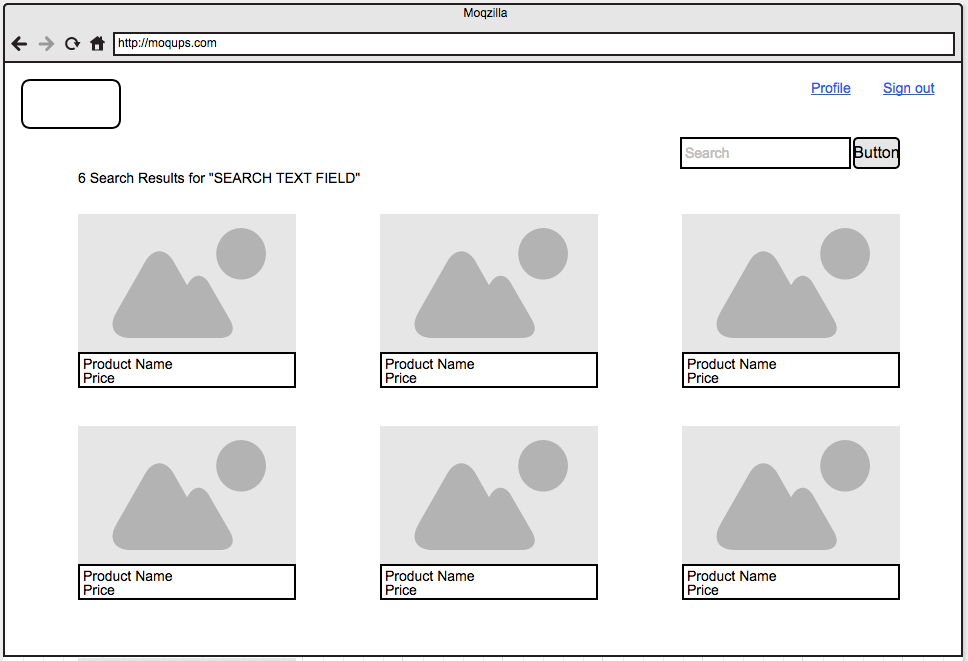 Moqzilla
http://moqups.com
Profile Sign out
Search Button
6 Search Results for "SEARCH TEXT FIELD"
Product Name
Price
Product Name
Price
Product Name
Price
Product Name
Price
Product Name
Price
Product Name
Price